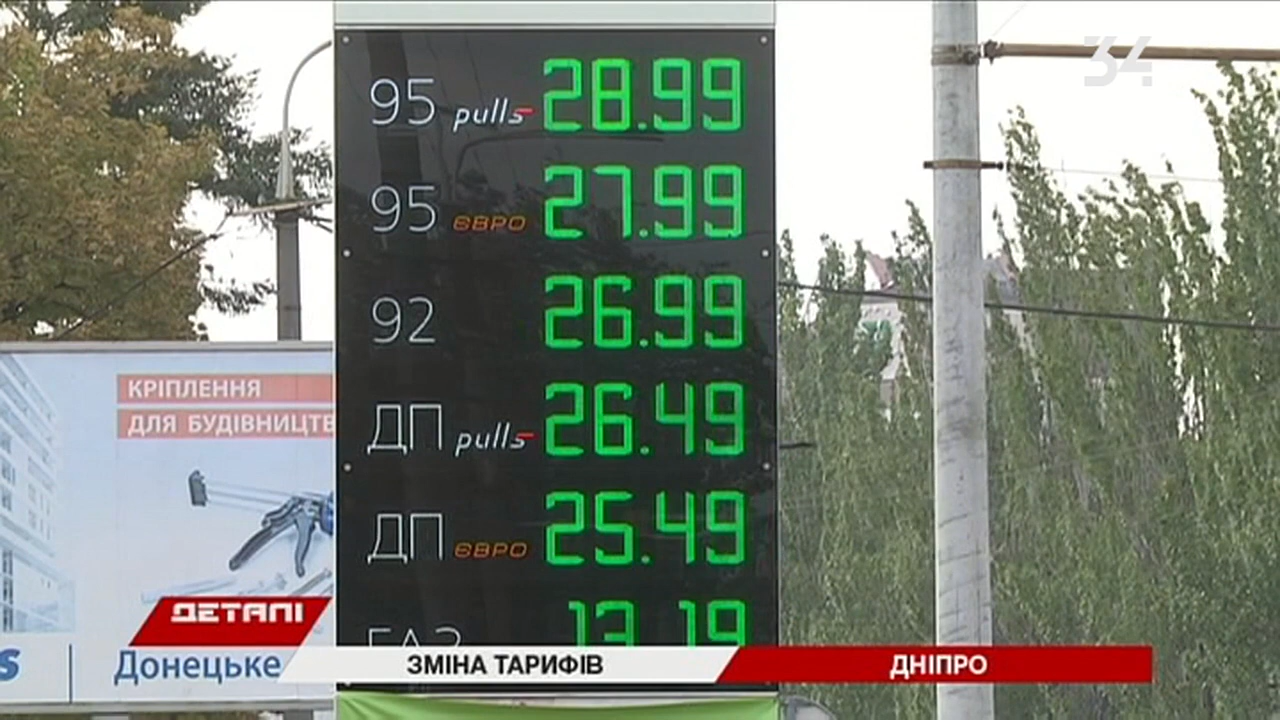 34
95 pulls 28.99
95 ЄВРО 27.99
92 26.99
ДП pulls 26.49
ДП ЄВРО 25.49
ГАЗ 13.19
КРІПЛЕННЯ
ДЛЯ БУДІВНИЦТВ
S
Донецьке
ДЕТАЛІ
ЗМІНА ТАРИФІВ
ДНІПРО